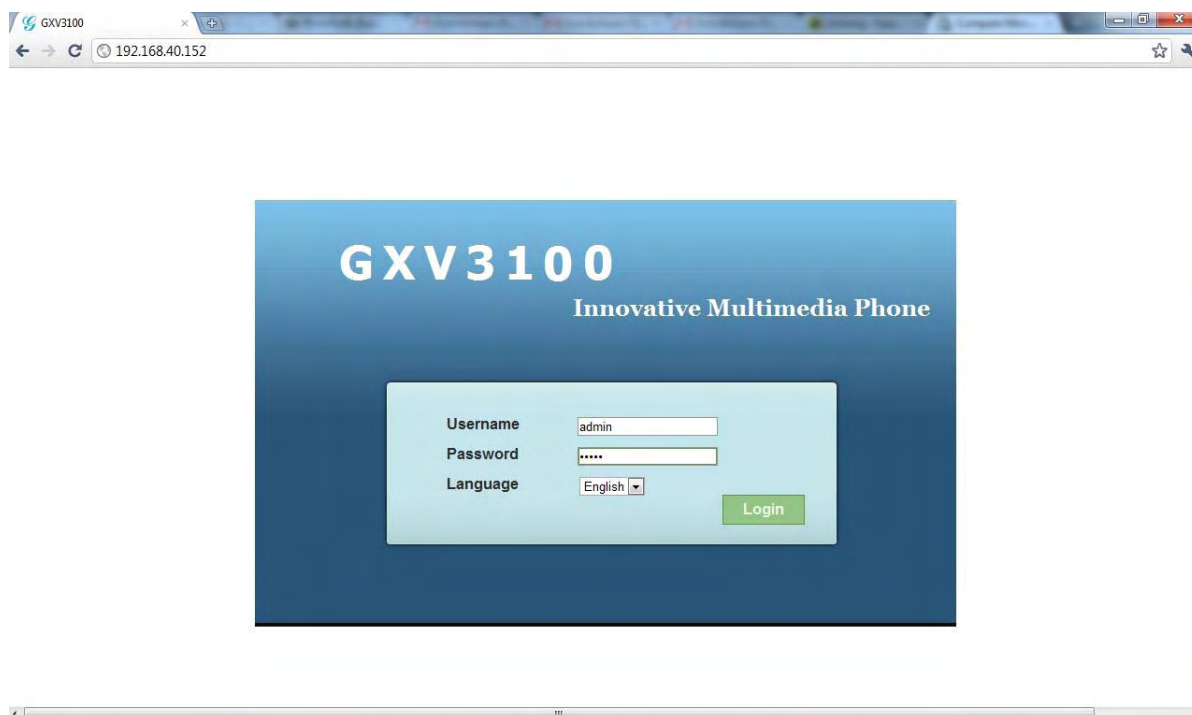 GXV3100
192.168.40.152
GXV3100
Innovative Multimedia Phone
Username admin
Password •••••
Language English
Login